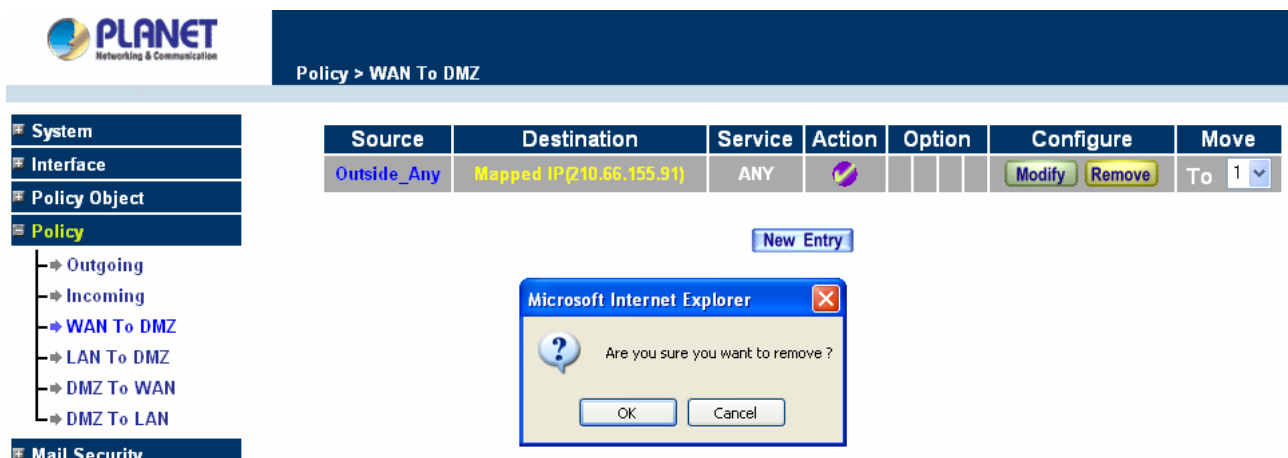 PLANET
Networking & Communication
Policy > WAN To DMZ
System
Interface
Policy Object
Policy
Outgoing
Incoming
WAN To DMZ
LAN To DMZ
DMZ To WAN
DMZ To LAN
Mail Security
Source Destination Service Action Option Configure Move
Outside_Any Mapped IP(210.66.155.91) ANY Modify Remove To 1
New Entry
Microsoft Internet Explorer
Are you sure you want to remove ?
OK Cancel